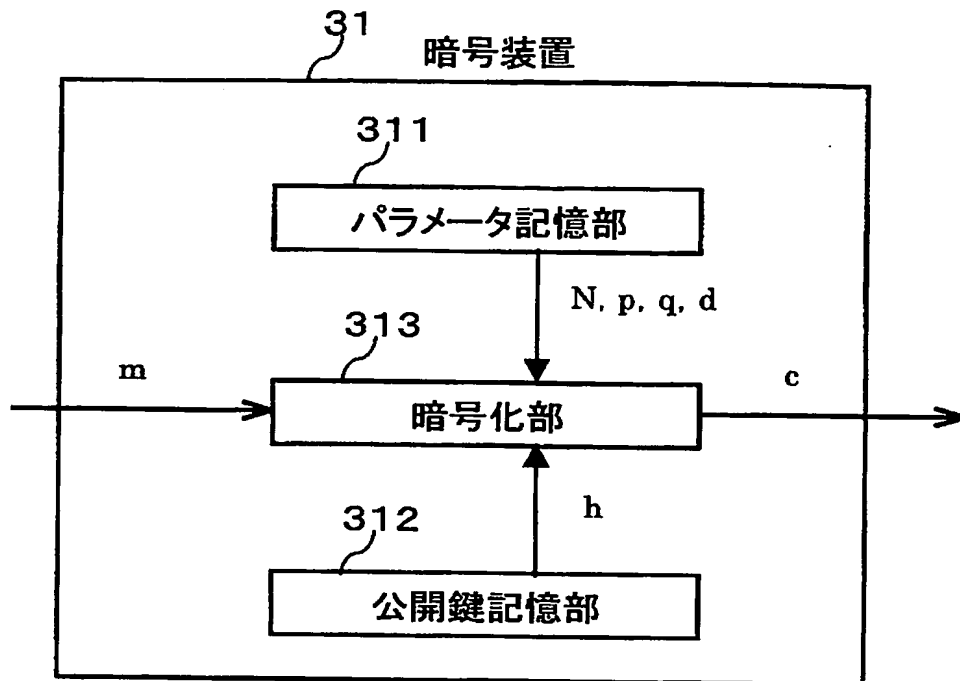 31
暗号装置
311
パラメータ記憶部
N, p, q, d
313
m
暗号化部
c
h
312
公開鍵記憶部